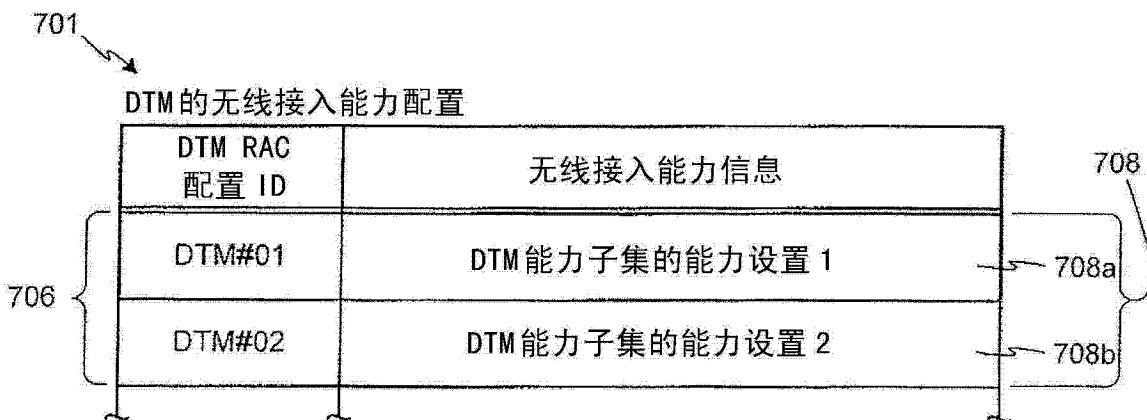 701
DTM的无线接入能力配置
DTM RAC
配置 ID
无线接入能力信息
708
DTM#01
DTM能力子集的能力设置 1
708a
706
DTM#02
DTM能力子集的能力设置 2
708b